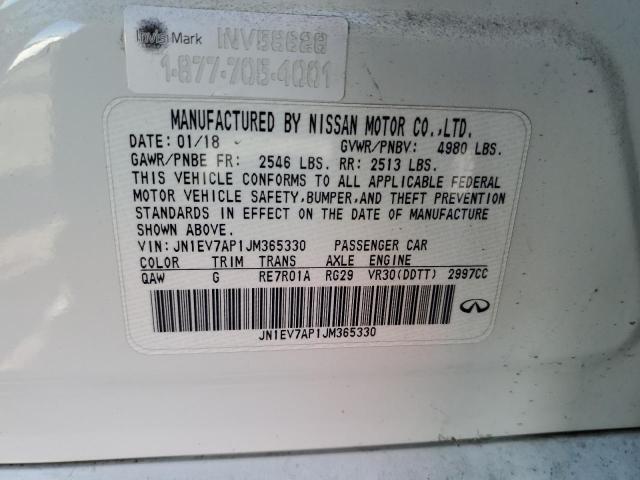 InVis Mark INV58628
1-877-705-4001
MANUFACTURED BY NISSAN MOTOR CO.,LTD.
DATE: 01/18 GVWR/PNBV: 4980 LBS.
GAWR/PNBE FR: 2546 LBS. RR: 2513 LBS.
THIS VEHICLE CONFORMS TO ALL APPLICABLE FEDERAL
MOTOR VEHICLE SAFETY,BUMPER,AND THEFT PREVENTION
STANDARDS IN EFFECT ON THE DATE OF MANUFACTURE
SHOWN ABOVE.
VIN: JN1EV7AP1JM365330 PASSENGER CAR
COLOR TRIM TRANS AXLE ENGINE
QAW G RE7R01A RG29 VR30(DDTT) 2997CC
JN1EV7AP1JM365330